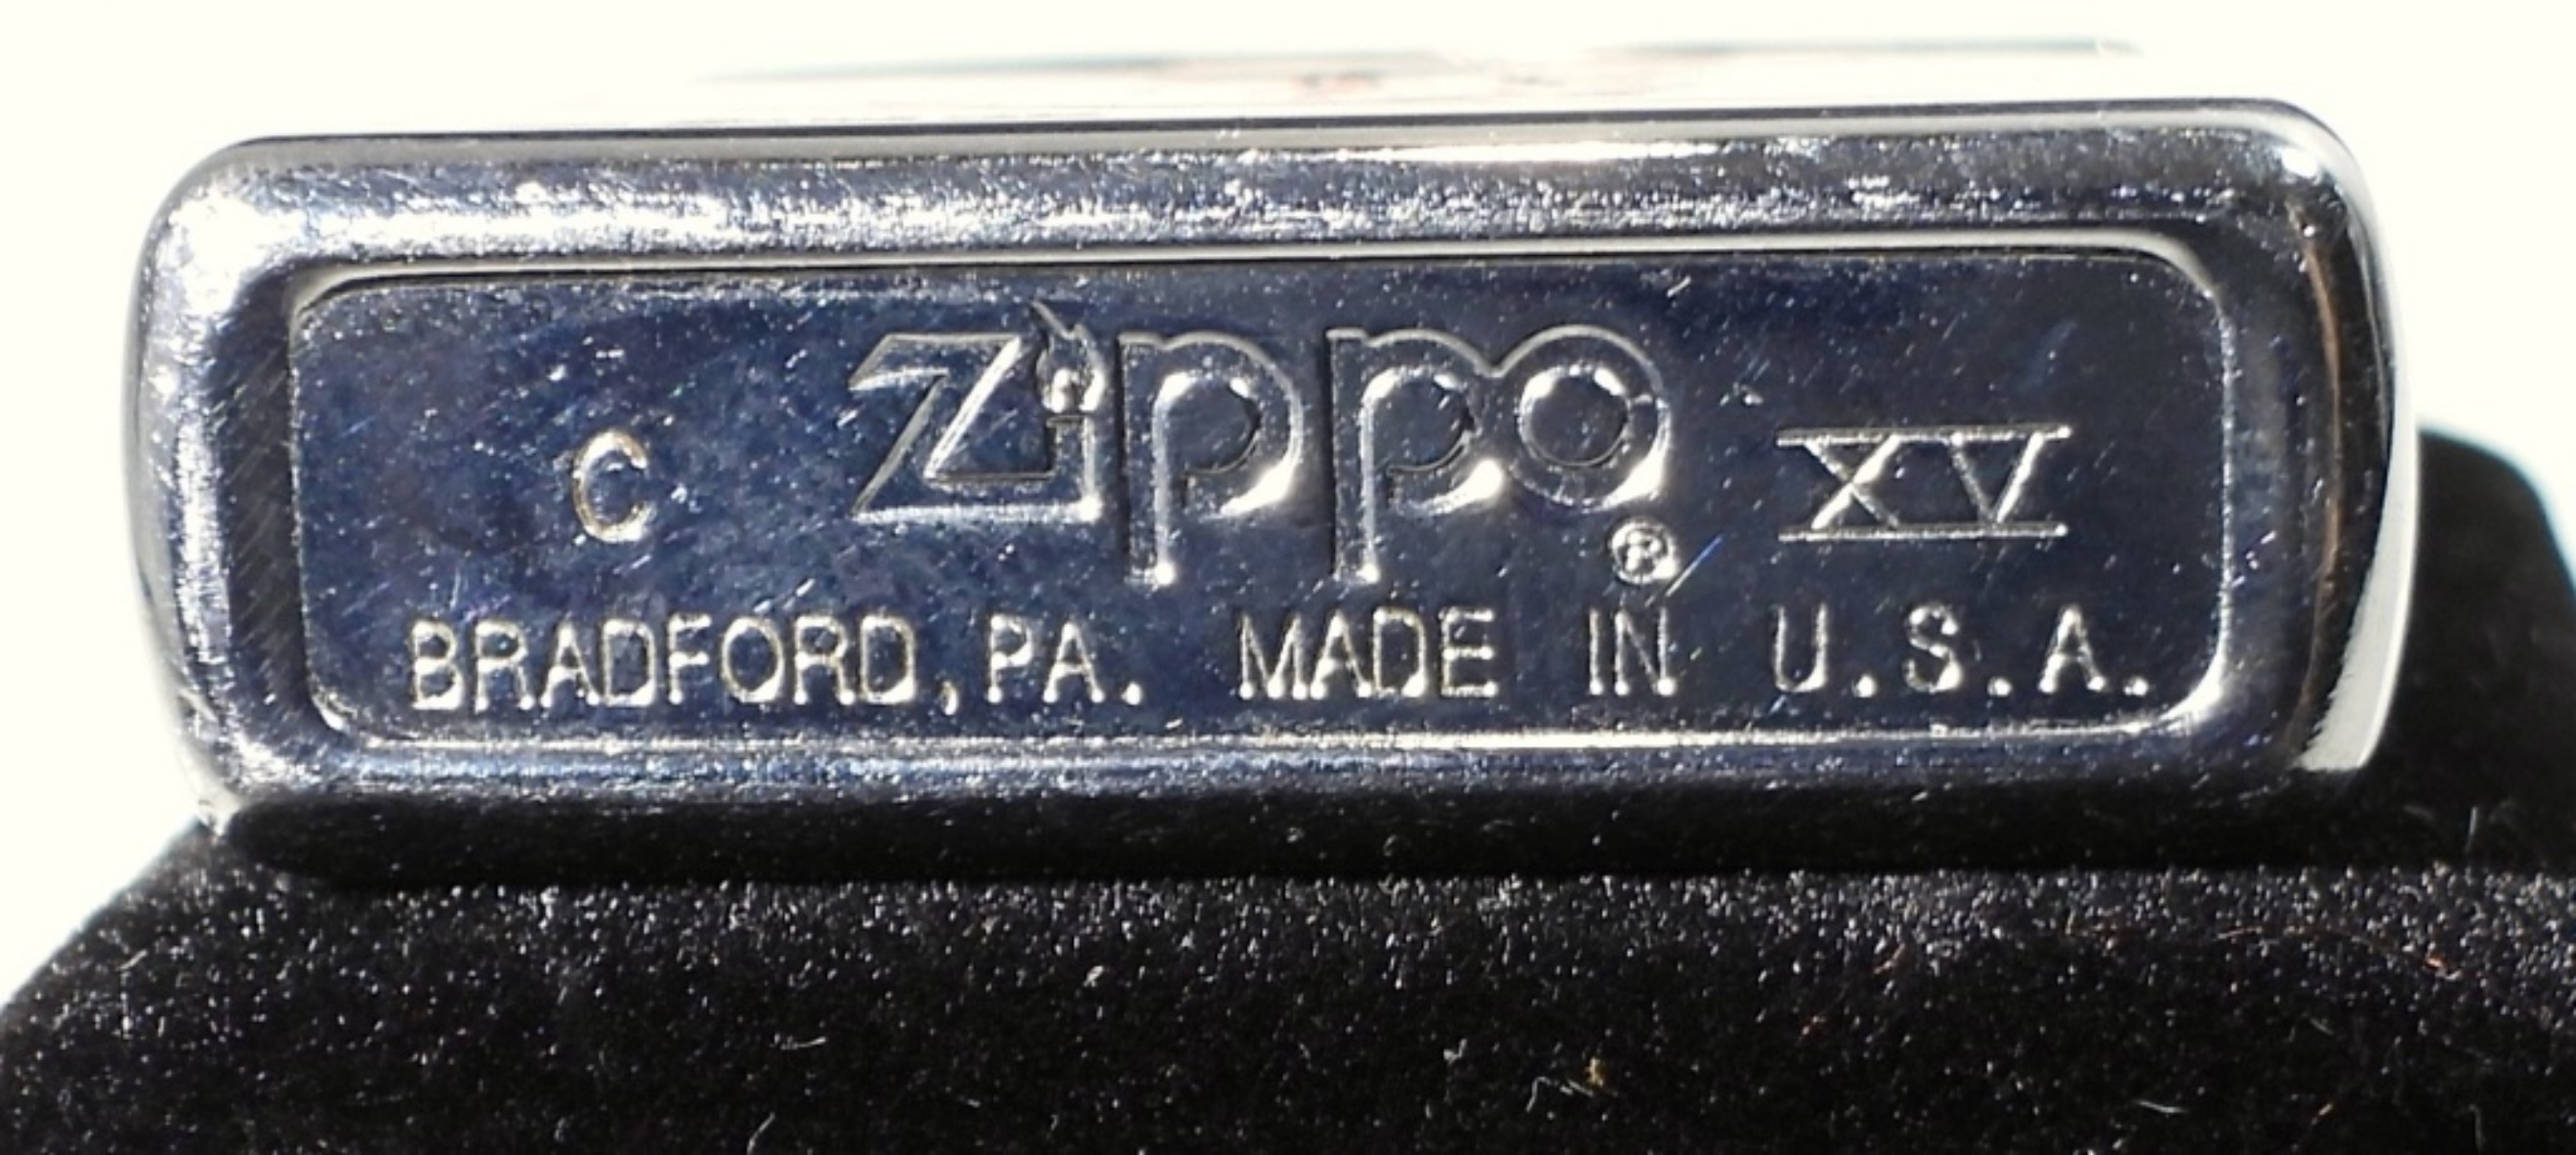 C Zippo ® XV
BRADFORD, PA. MADE IN U.S.A.